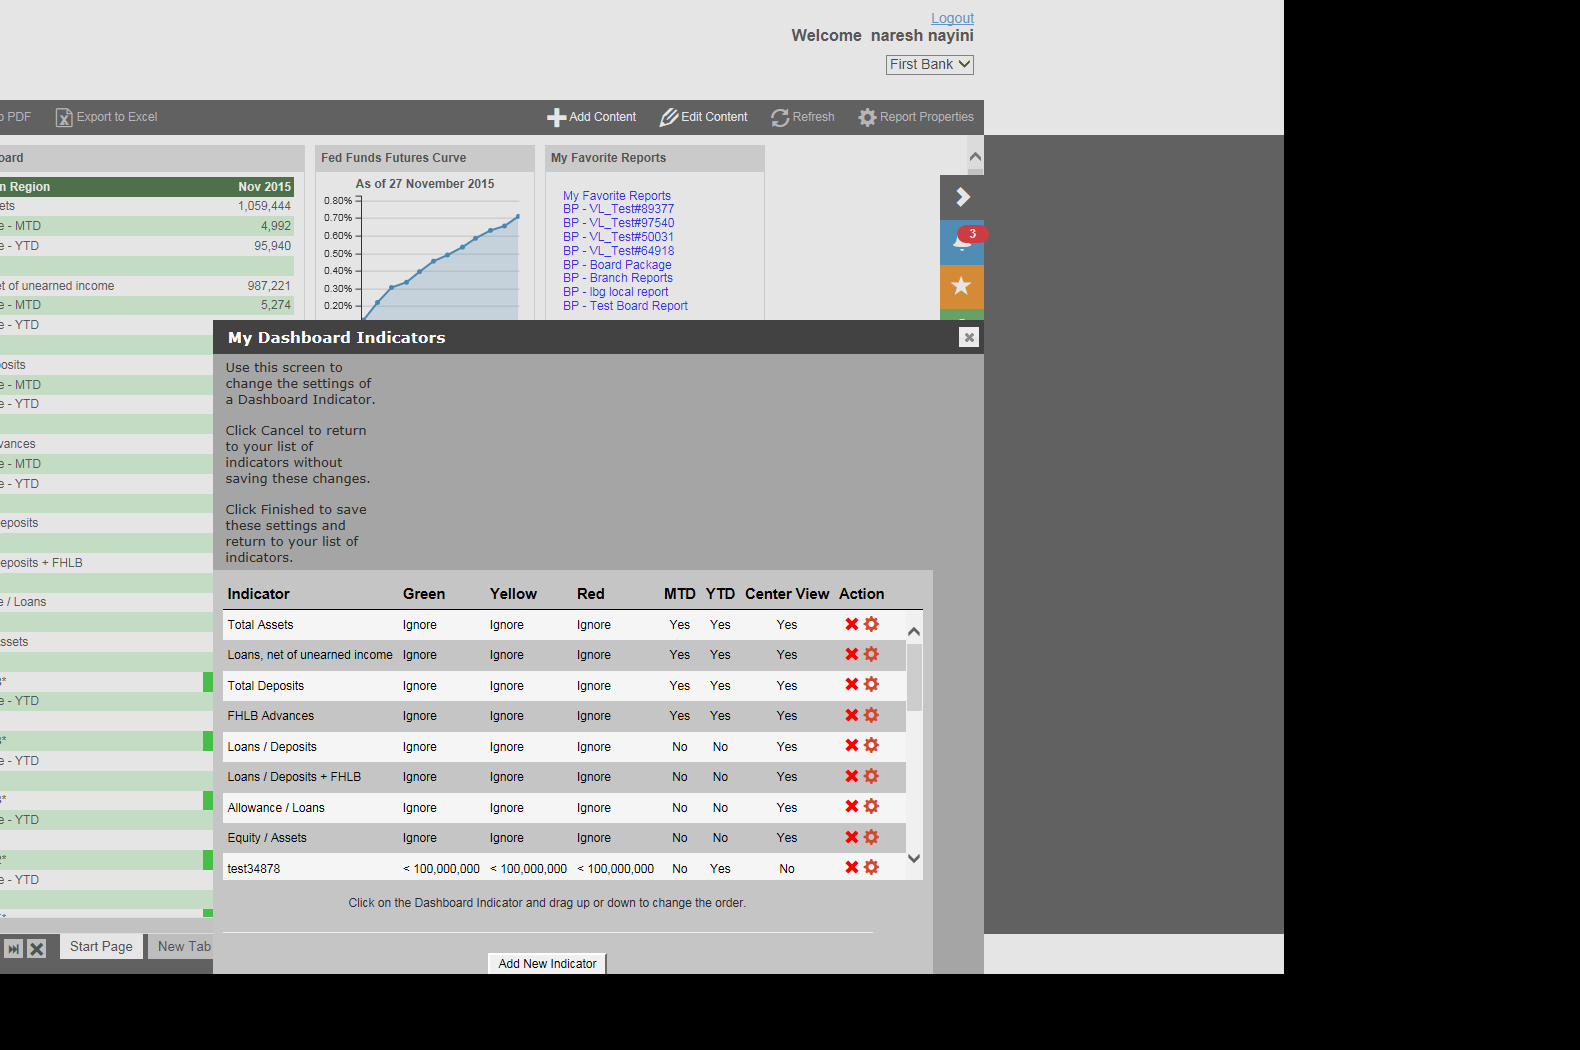 Logout
Welcome naresh nayini
First Bank
PDF
Export to Excel
Add Content
Edit Content
Refresh
Report Properties
oard
Fed Funds Futures Curve
My Favorite Reports
n Region Nov 2015
ets 1,059,444
e - MTD 4,992
e - YTD 95,940
et of unearned income 987,221
e - MTD 5,274
e - YTD
osits
e - MTD
e - YTD
vances
e - MTD
e - YTD
eposits
eposits + FHLB
e / Loans
ssets
e - YTD
e - YTD
e - YTD
e - YTD
As of 27 November 2015
0.80%
0.70%
0.60%
0.50%
0.40%
0.30%
0.20%
My Favorite Reports
BP - VL_Test#89377
BP - VL_Test#97540
BP - VL_Test#50031
BP - VL_Test#64918
BP - Board Package
BP - Branch Reports
BP - lbg local report
BP - Test Board Report
3
My Dashboard Indicators
Use this screen to
change the settings of
a Dashboard Indicator.
Click Cancel to return
to your list of
indicators without
saving these changes.
Click Finished to save
these settings and
return to your list of
indicators.
Indicator Green Yellow Red MTD YTD Center View Action
Total Assets Ignore Ignore Ignore Yes Yes Yes
Loans, net of unearned income Ignore Ignore Ignore Yes Yes Yes
Total Deposits Ignore Ignore Ignore Yes Yes Yes
FHLB Advances Ignore Ignore Ignore Yes Yes Yes
Loans / Deposits Ignore Ignore Ignore No No Yes
Loans / Deposits + FHLB Ignore Ignore Ignore No No Yes
Allowance / Loans Ignore Ignore Ignore No No Yes
Equity / Assets Ignore Ignore Ignore No No Yes
test34878 < 100,000,000 < 100,000,000 < 100,000,000 No Yes No
Click on the Dashboard Indicator and drag up or down to change the order.
Add New Indicator
Start Page
New Tab